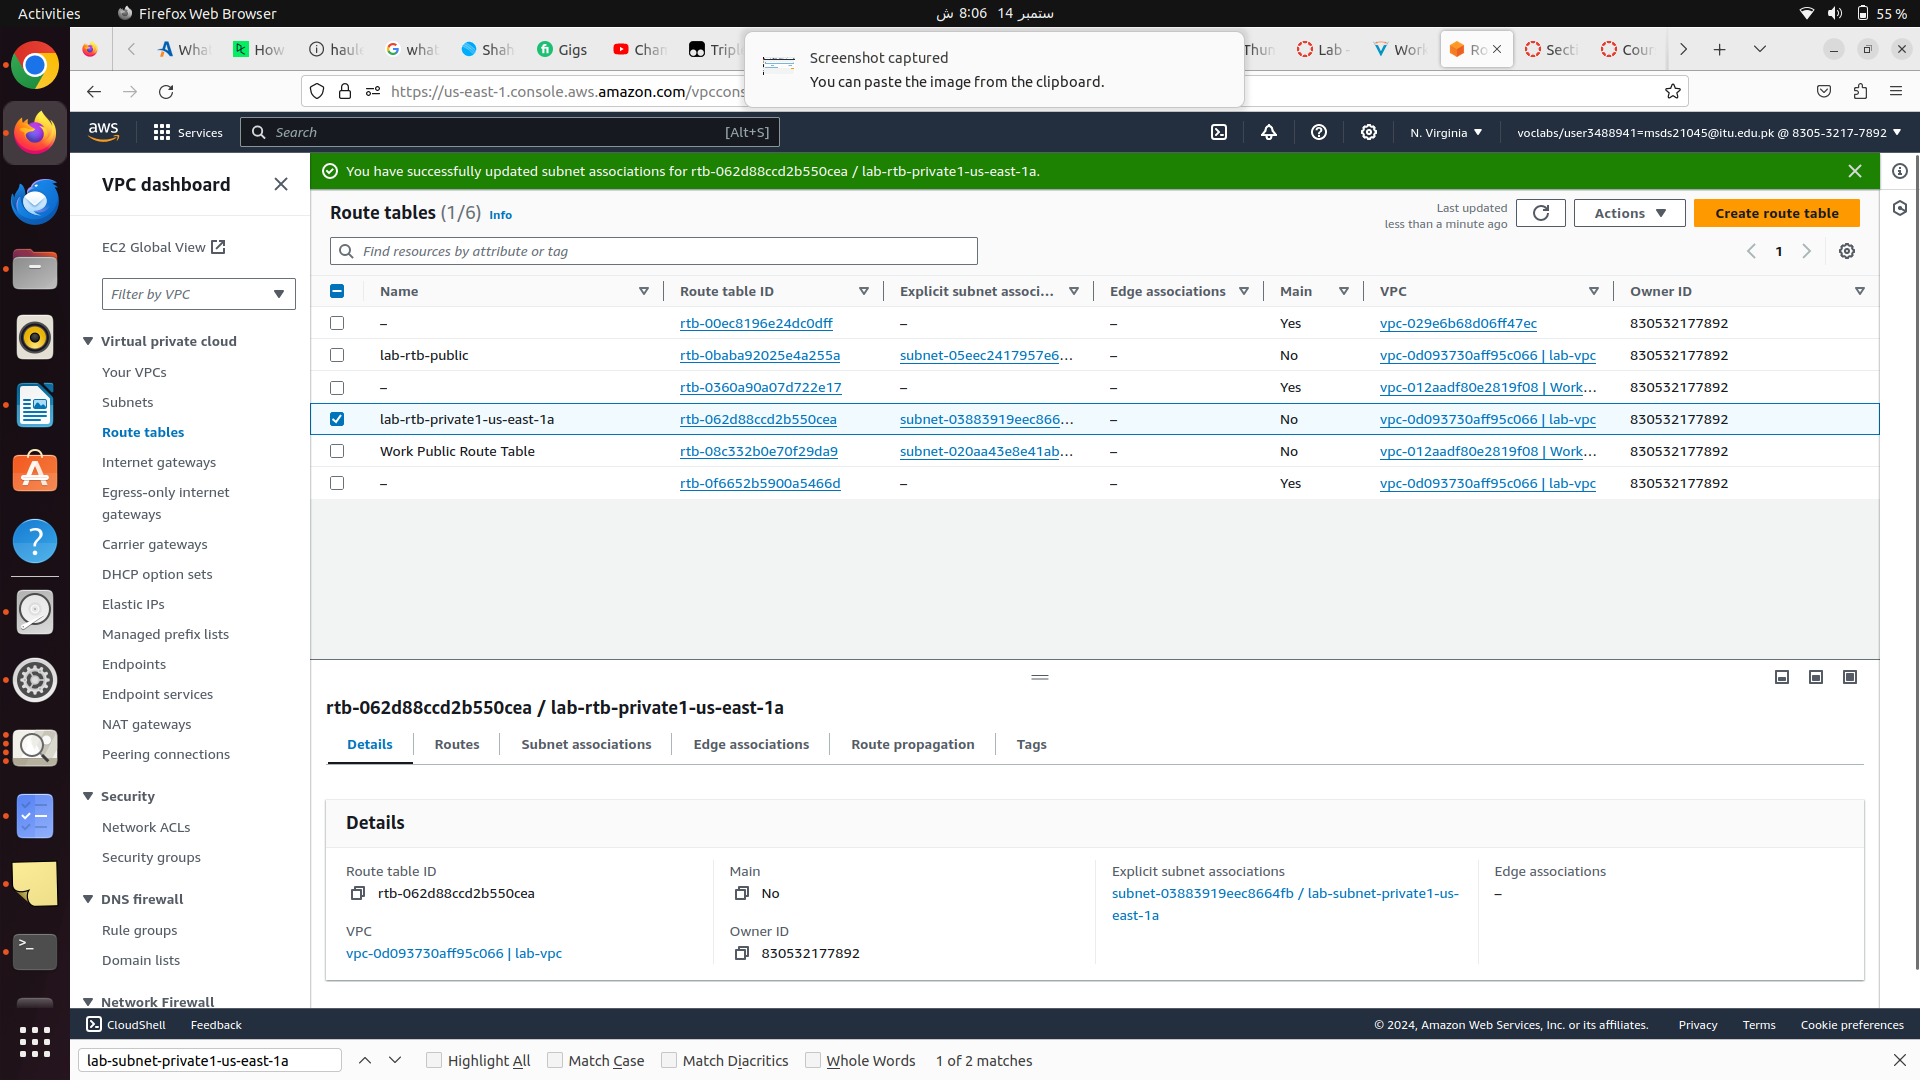 Activities
Firefox Web Browser
ستمبر 14  8:06 ش
55 %
What
How
haule
what
Shah
Gigs
Chan
Triple
Thun
Lab -
Work
Ro
Secti
Cour
Screenshot captured
You can paste the image from the clipboard.
https://us-east-1.console.aws.amazon.com/vpccons
aws
Services
Search
[Alt+S]
N. Virginia
voclabs/user3488941=msds21045@itu.edu.pk @ 8305-3217-7892
VPC dashboard
EC2 Global View
Filter by VPC
Virtual private cloud
Your VPCs
Subnets
Route tables
Internet gateways
Egress-only internet
gateways
Carrier gateways
DHCP option sets
Elastic IPs
Managed prefix lists
Endpoints
Endpoint services
NAT gateways
Peering connections
Security
Network ACLs
Security groups
DNS firewall
Rule groups
Domain lists
Network Firewall
You have successfully updated subnet associations for rtb-062d88ccd2b550cea / lab-rtb-private1-us-east-1a.
Route tables (1/6) Info
Last updated
less than a minute ago
Actions
Create route table
Find resources by attribute or tag
1
Name Route table ID Explicit subnet associ... Edge associations Main VPC Owner ID
– rtb-00ec8196e24dc0dff – – Yes vpc-029e6b68d06ff47ec 830532177892
lab-rtb-public rtb-0baba92025e4a255a subnet-05eec2417957e6... – No vpc-0d093730aff95c066 | lab-vpc 830532177892
– rtb-0360a90a07d722e17 – – Yes vpc-012aadf80e2819f08 | Work... 830532177892
lab-rtb-private1-us-east-1a rtb-062d88ccd2b550cea subnet-03883919eec866... – No vpc-0d093730aff95c066 | lab-vpc 830532177892
Work Public Route Table rtb-08c332b0e70f29da9 subnet-020aa43e8e41ab... – No vpc-012aadf80e2819f08 | Work... 830532177892
– rtb-0f6652b5900a5466d – – Yes vpc-0d093730aff95c066 | lab-vpc 830532177892
rtb-062d88ccd2b550cea / lab-rtb-private1-us-east-1a
Details Routes Subnet associations Edge associations Route propagation Tags
Details
Route table ID
rtb-062d88ccd2b550cea
Main
No
Explicit subnet associations
subnet-03883919eec8664fb / lab-subnet-private1-us-
east-1a
Edge associations
–
VPC
vpc-0d093730aff95c066 | lab-vpc
Owner ID
830532177892
CloudShell
Feedback
© 2024, Amazon Web Services, Inc. or its affiliates.
Privacy
Terms
Cookie preferences
lab-subnet-private1-us-east-1a
Highlight All
Match Case
Match Diacritics
Whole Words
1 of 2 matches